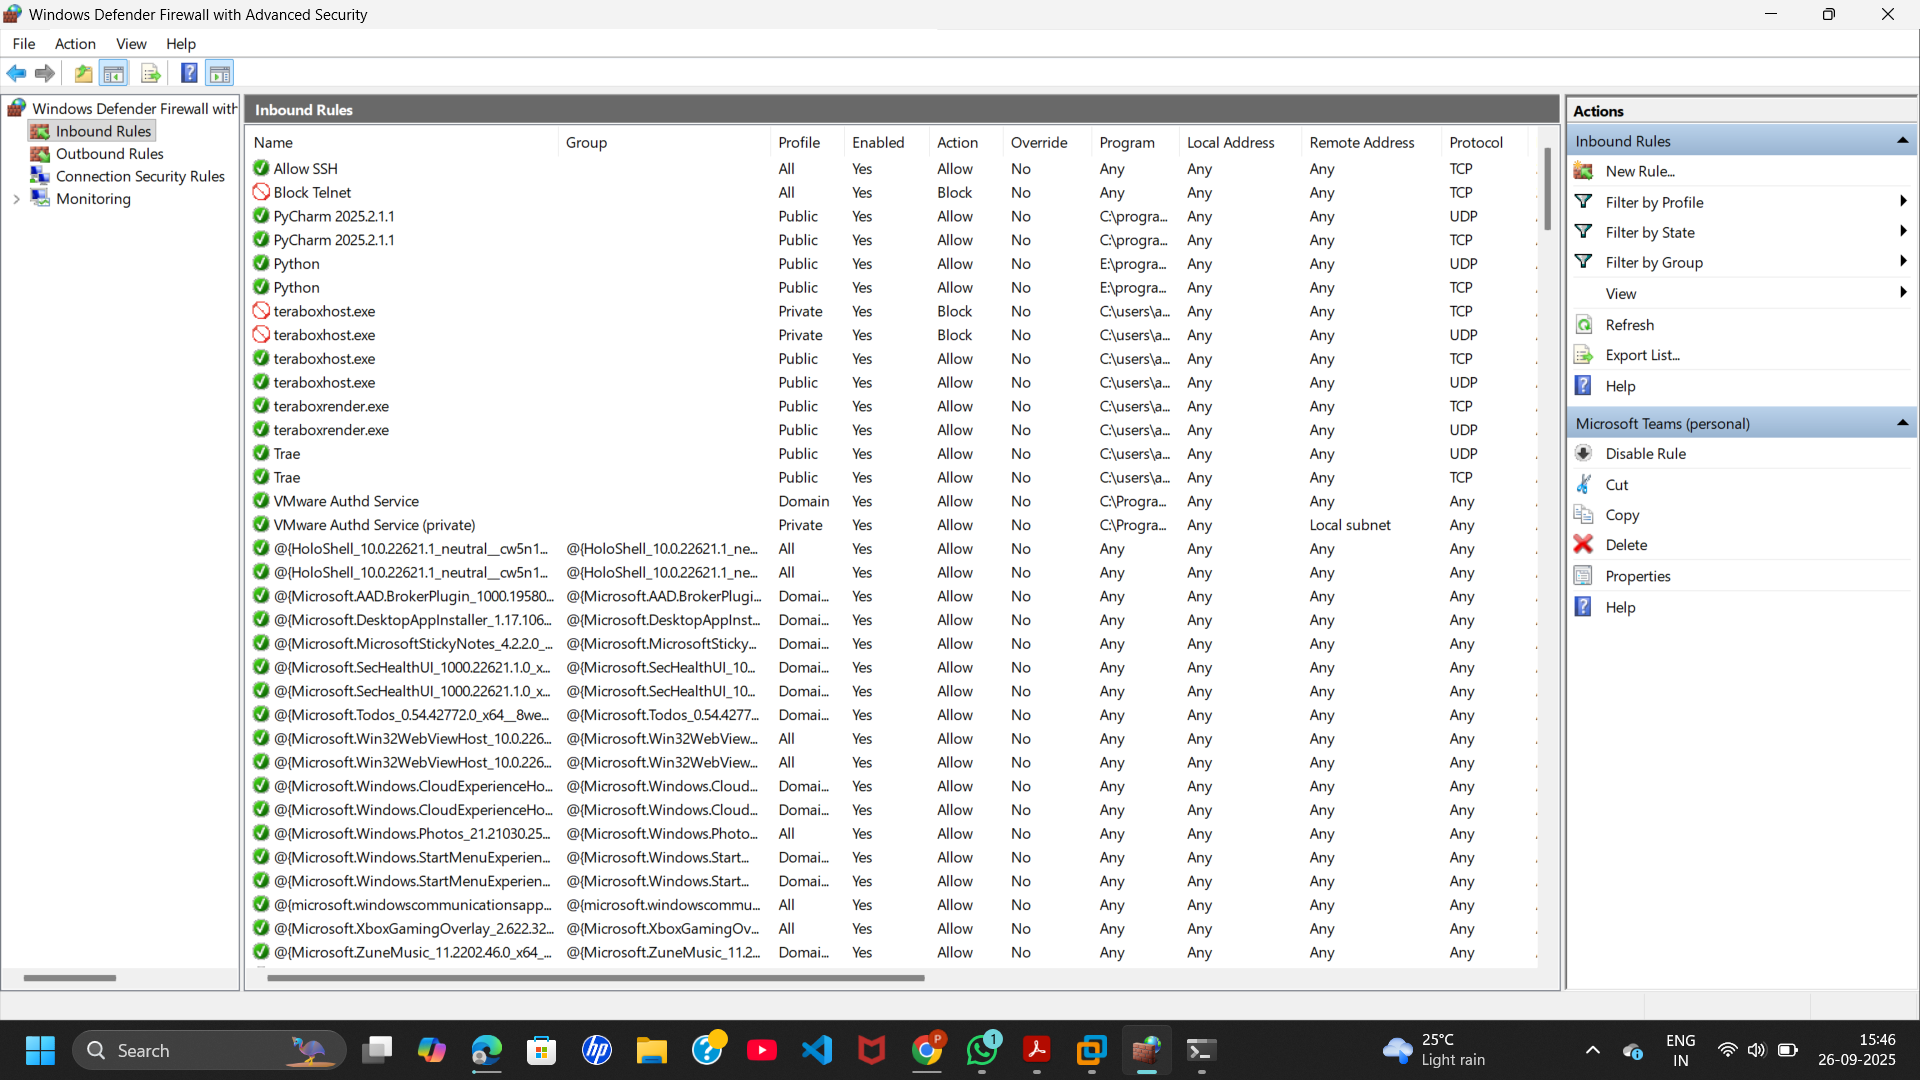 Windows Defender Firewall with Advanced Security
File Action View Help
Windows Defender Firewall with
Inbound Rules
Outbound Rules
Connection Security Rules
Monitoring
Inbound Rules
Name Group Profile Enabled Action Override Program Local Address Remote Address Protocol
Allow SSH All Yes Allow No Any Any Any TCP
Block Telnet All Yes Block No Any Any Any TCP
PyCharm 2025.2.1.1 Public Yes Allow No C:\progra... Any Any UDP
PyCharm 2025.2.1.1 Public Yes Allow No C:\progra... Any Any TCP
Python Public Yes Allow No E:\progra... Any Any UDP
Python Public Yes Allow No E:\progra... Any Any TCP
teraboxhost.exe Private Yes Block No C:\users\a... Any Any TCP
teraboxhost.exe Private Yes Block No C:\users\a... Any Any UDP
teraboxhost.exe Public Yes Allow No C:\users\a... Any Any TCP
teraboxhost.exe Public Yes Allow No C:\users\a... Any Any UDP
teraboxrender.exe Public Yes Allow No C:\users\a... Any Any TCP
teraboxrender.exe Public Yes Allow No C:\users\a... Any Any UDP
Trae Public Yes Allow No C:\users\a... Any Any UDP
Trae Public Yes Allow No C:\users\a... Any Any TCP
VMware Authd Service Domain Yes Allow No C:\Progra... Any Any Any
VMware Authd Service (private) Private Yes Allow No C:\Progra... Any Local subnet Any
@{HoloShell_10.0.22621.1_neutral__cw5n1... @{HoloShell_10.0.22621.1_ne... All Yes Allow No Any Any Any Any
@{HoloShell_10.0.22621.1_neutral__cw5n1... @{HoloShell_10.0.22621.1_ne... All Yes Allow No Any Any Any Any
@{Microsoft.AAD.BrokerPlugin_1000.19580... @{Microsoft.AAD.BrokerPlugi... Domai... Yes Allow No Any Any Any Any
@{Microsoft.DesktopAppInstaller_1.17.106... @{Microsoft.DesktopAppInst... Domai... Yes Allow No Any Any Any Any
@{Microsoft.MicrosoftStickyNotes_4.2.2.0_... @{Microsoft.MicrosoftSticky... Domai... Yes Allow No Any Any Any Any
@{Microsoft.SecHealthUI_1000.22621.1.0_x... @{Microsoft.SecHealthUI_10... Domai... Yes Allow No Any Any Any Any
@{Microsoft.SecHealthUI_1000.22621.1.0_x... @{Microsoft.SecHealthUI_10... Domai... Yes Allow No Any Any Any Any
@{Microsoft.Todos_0.54.42772.0_x64__8we... @{Microsoft.Todos_0.54.4277... Domai... Yes Allow No Any Any Any Any
@{Microsoft.Win32WebViewHost_10.0.226... @{Microsoft.Win32WebView... All Yes Allow No Any Any Any Any
@{Microsoft.Win32WebViewHost_10.0.226... @{Microsoft.Win32WebView... All Yes Allow No Any Any Any Any
@{Microsoft.Windows.CloudExperienceHo... @{Microsoft.Windows.Cloud... Domai... Yes Allow No Any Any Any Any
@{Microsoft.Windows.CloudExperienceHo... @{Microsoft.Windows.Cloud... Domai... Yes Allow No Any Any Any Any
@{Microsoft.Windows.Photos_21.21030.25... @{Microsoft.Windows.Photo... All Yes Allow No Any Any Any Any
@{Microsoft.Windows.StartMenuExperien... @{Microsoft.Windows.Start... Domai... Yes Allow No Any Any Any Any
@{Microsoft.Windows.StartMenuExperien... @{Microsoft.Windows.Start... Domai... Yes Allow No Any Any Any Any
@{microsoft.windowscommunicationsapp... @{microsoft.windowscommu... All Yes Allow No Any Any Any Any
@{Microsoft.XboxGamingOverlay_2.622.32... @{Microsoft.XboxGamingOv... All Yes Allow No Any Any Any Any
@{Microsoft.ZuneMusic_11.2202.46.0_x64_... @{Microsoft.ZuneMusic_11.2... Domai... Yes Allow No Any Any Any Any
Actions
Inbound Rules
New Rule...
Filter by Profile
Filter by State
Filter by Group
View
Refresh
Export List...
Help
Microsoft Teams (personal)
Disable Rule
Cut
Copy
Delete
Properties
Help
Search
hp
P
1
25°C
Light rain
ENG
IN
15:46
26-09-2025